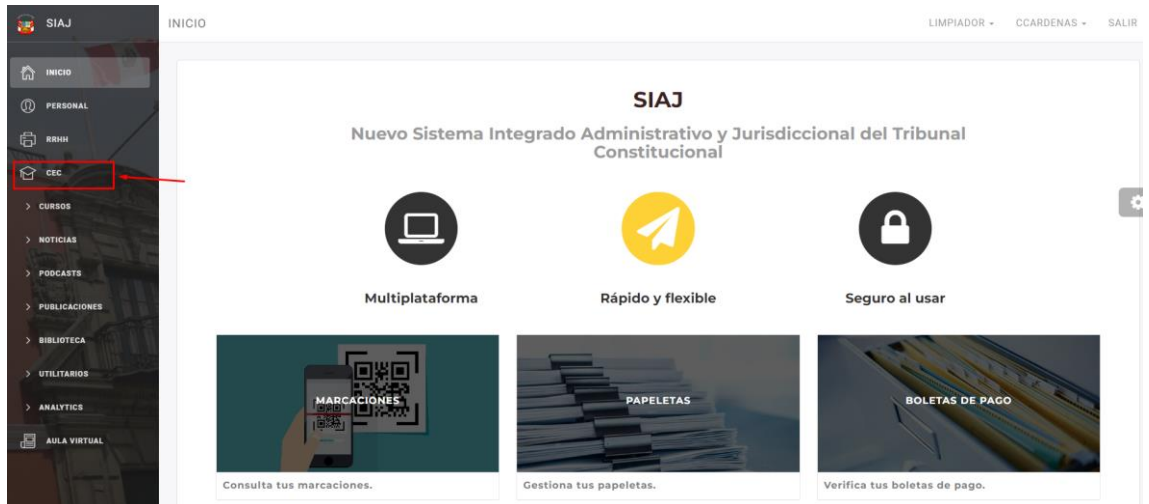 SIAJ
INICIO
LIMPIADOR
CCARDENAS
SALIR
INICIO
PERSONAL
RRHH
CEC
CURSOS
NOTICIAS
PODCASTS
PUBLICACIONES
BIBLIOTECA
UTILITARIOS
ANALYTICS
AULA VIRTUAL
SIAJ
Nuevo Sistema Integrado Administrativo y Jurisdiccional del Tribunal
Constitucional
Multiplataforma
Rápido y flexible
Seguro al usar
MARCACIONES
PAPELETAS
BOLETAS DE PAGO
Consulta tus marcaciones.
Gestiona tus papeletas.
Verifica tus boletas de pago.